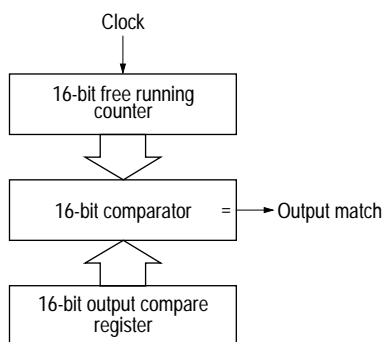 Clock
16-bit free running
counter
16-bit comparator = Output match
16-bit output compare
register